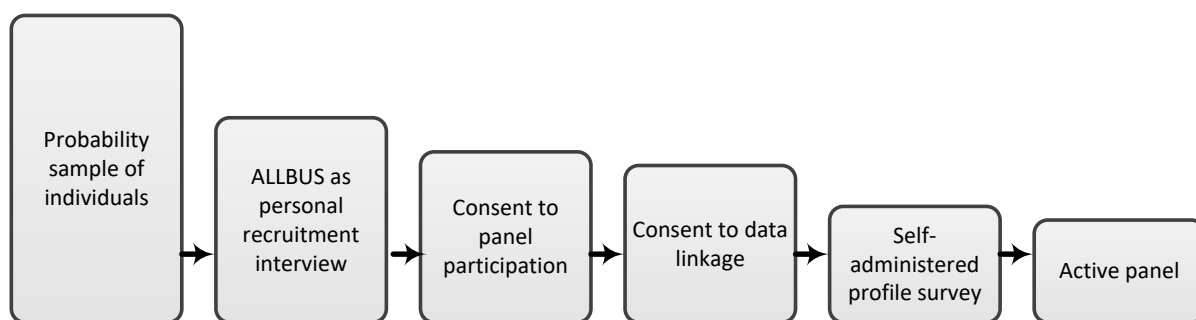 Probability
sample of
individuals
ALLBUS as
personal
recruitment
interview
Consent to
panel
participation
Consent to data
linkage
Self-
administered
profile survey
Active panel